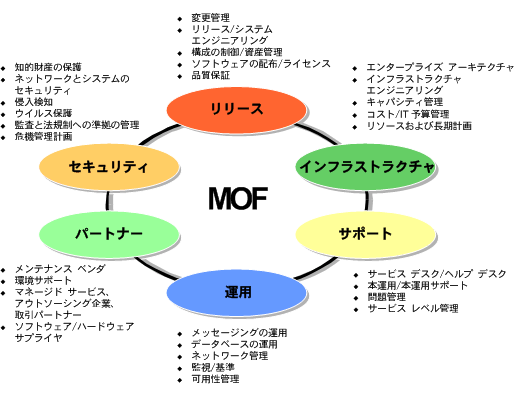 ◆ 変更管理
◆ リリース/システム
エンジニアリング
◆ 構成の制御/資産管理
◆ ソフトウェアの配布/ライセンス
◆ 品質保証
リリース
◆ エンタープライズ アーキテクチャ
◆ インフラストラクチャ
エンジニアリング
◆ キャパシティ管理
◆ コスト/IT 予算管理
◆ リソースおよび長期計画
インフラストラクチャ
サポート
◆ サービス デスク/ヘルプ デスク
◆ 本運用/本運用サポート
◆ 問題管理
◆ サービス レベル管理
運用
◆ メッセージングの運用
◆ データベースの運用
◆ ネットワーク管理
◆ 監視/基準
◆ 可用性管理
パートナー
◆ メンテナンス ベンダ
◆ 環境サポート
◆ マネージド サービス、
アウトソーシング企業、
取引パートナー
◆ ソフトウェア/ハードウェア
サプライヤ
◆ 知的財産の保護
◆ ネットワークとシステムの
セキュリティ
◆ 侵入検知
◆ ウイルス保護
◆ 監査と法規制への準拠の管理
◆ 危機管理計画
セキュリティ
MOF